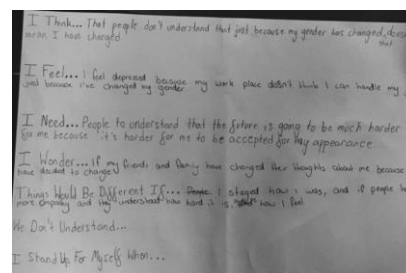 I Think... That people don't understand that just because my gender has changed, doesn't
that
mean I have changed
I Feel... I feel depressed because my work place doesn't think I can handle my
just because i've changed my gender
I Need... People to understand that the future is going to be much harder
for me because it's harder for me to be accepted for my appearance
I Wonder... If my friends and family have changed their thoughts about me because
have decided to change
Things Would Be Different If... I stayed how I was, and if people
more empathy and understood how hard it is, how I feel
We Don't Understand...
I Stand Up For Myself When...